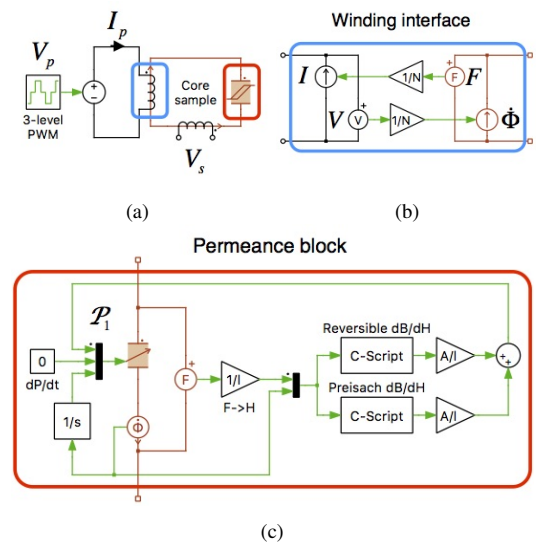 I_p
V_p
3-level
PWM
Core
sample
V_s
(a)
Winding interface
I
1/N
F
F
V
V
1/N
Φ̇
(b)
Permeance block
𝒫₁
0
dP/dt
1/s
Φ̇
F
1/l
F->H
Reversible dB/dH
C-Script
A/l
Preisach dB/dH
C-Script
A/l
+
+
(c)